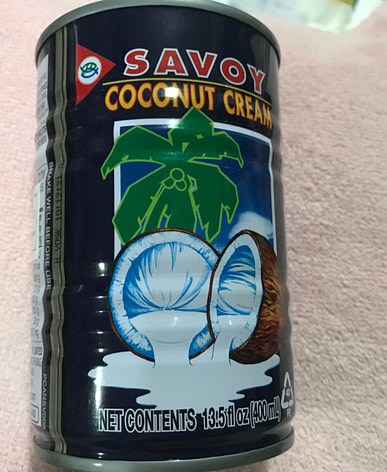 SAVOY
COCONUT CREAM
SHAKE WELL BEFORE USE
NET CONTENTS 13.5 fl oz (400 mL)